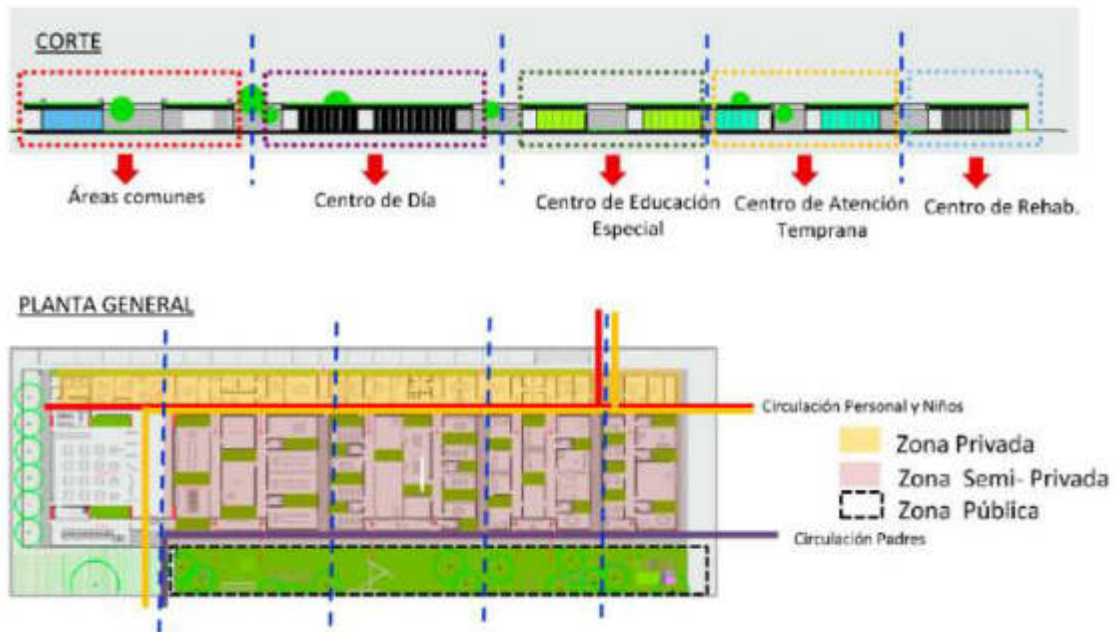 CORTE
Áreas comunes
Centro de Día
Centro de Educación
Especial
Centro de Atención
Temprana
Centro de Rehab.
PLANTA GENERAL
Circulación Personal y Niños
Zona Privada
Zona Semi- Privada
Zona Pública
Circulación Padres